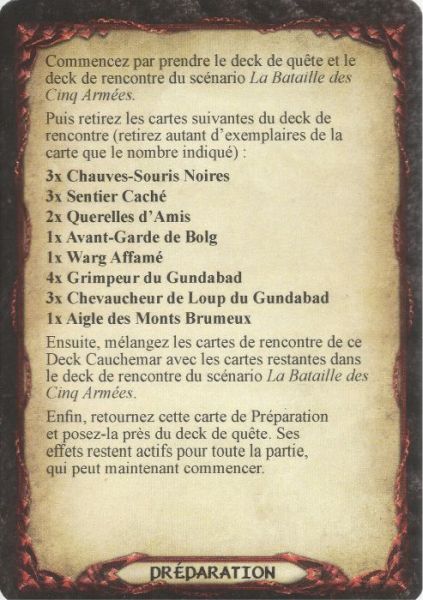 Commencez par prendre le deck de quête et le
deck de rencontre du scénario La Bataille des
Cinq Armées.
Puis retirez les cartes suivantes du deck de
rencontre (retirez autant d'exemplaires de la
carte que le nombre indiqué) :
3x Chauves-Souris Noires
3x Sentier Caché
2x Querelles d'Amis
1x Avant-Garde de Bolg
1x Warg Affamé
4x Grimpeur du Gundabad
3x Chevaucheur de Loup du Gundabad
1x Aigle des Monts Brumeux
Ensuite, mélangez les cartes de rencontre de ce
Deck Cauchemar avec les cartes restantes dans
le deck de rencontre du scénario La Bataille des
Cinq Armées.
Enfin, retournez cette carte de Préparation
et posez-la près du deck de quête. Ses
effets restent actifs pour toute la partie,
qui peut maintenant commencer.
PRÉPARATION